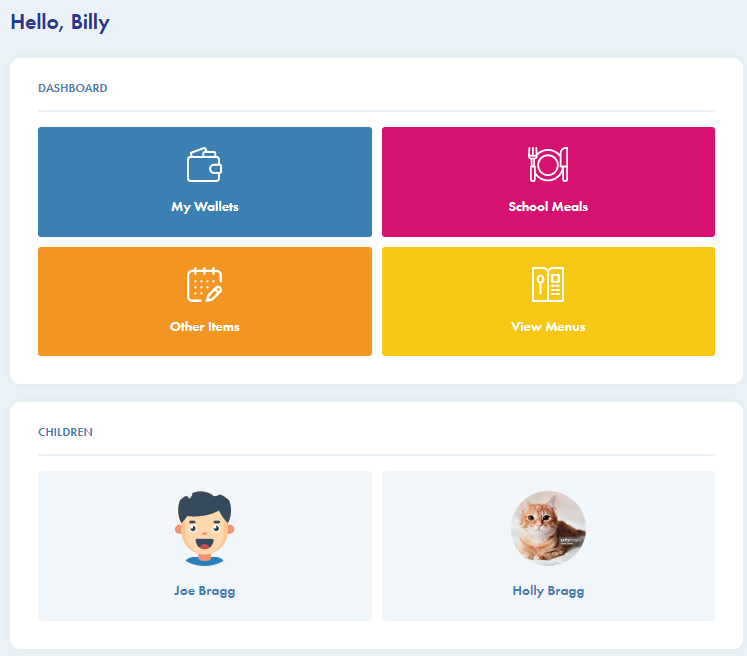 Hello, Billy
DASHBOARD
My Wallets
School Meals
Other Items
View Menus
CHILDREN
Joe Bragg
Holly Bragg